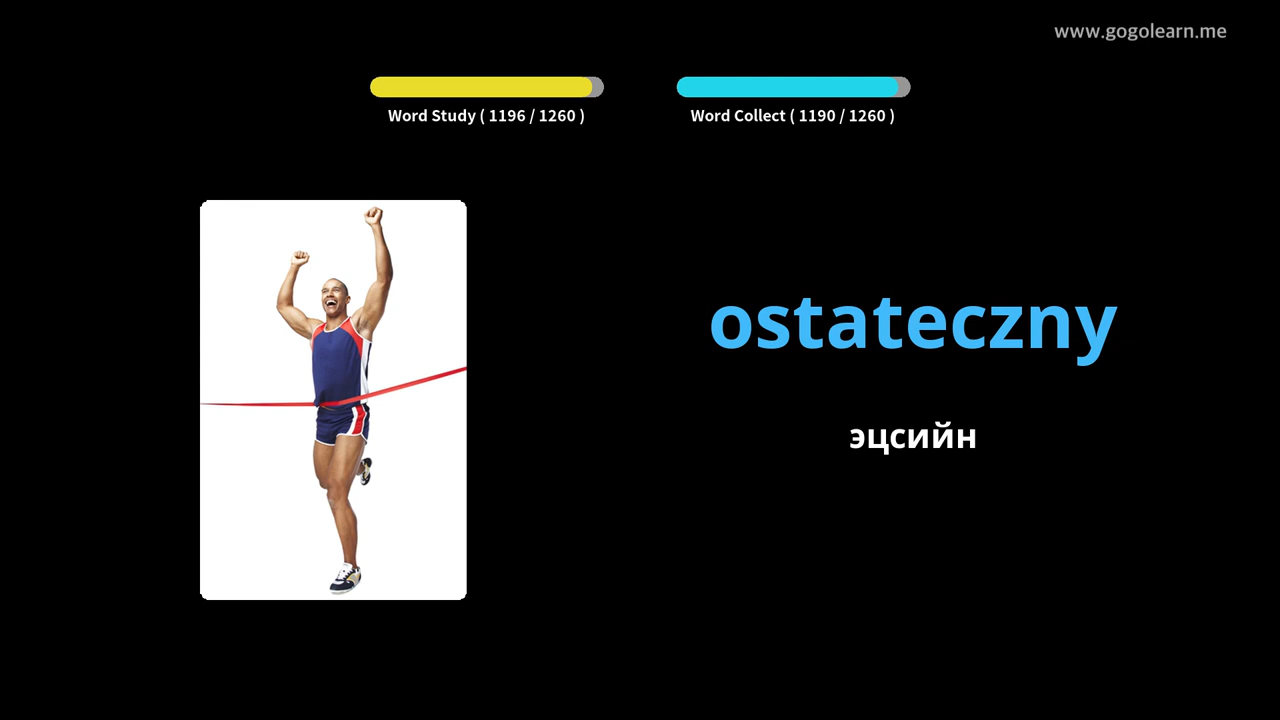 www.gogolearn.me
Word Study ( 1196 / 1260 )
Word Collect ( 1190 / 1260 )
ostateczny
эцсийн